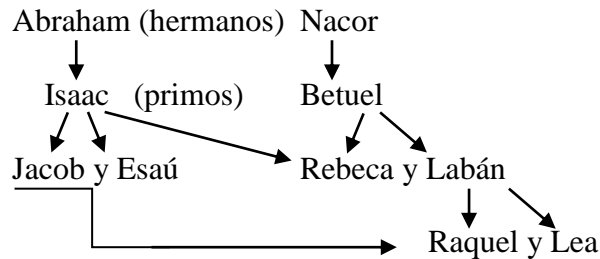 Abraham (hermanos) Nacor
Isaac (primos) Betuel
Jacob y Esaú Rebeca y Labán
Raquel y Lea